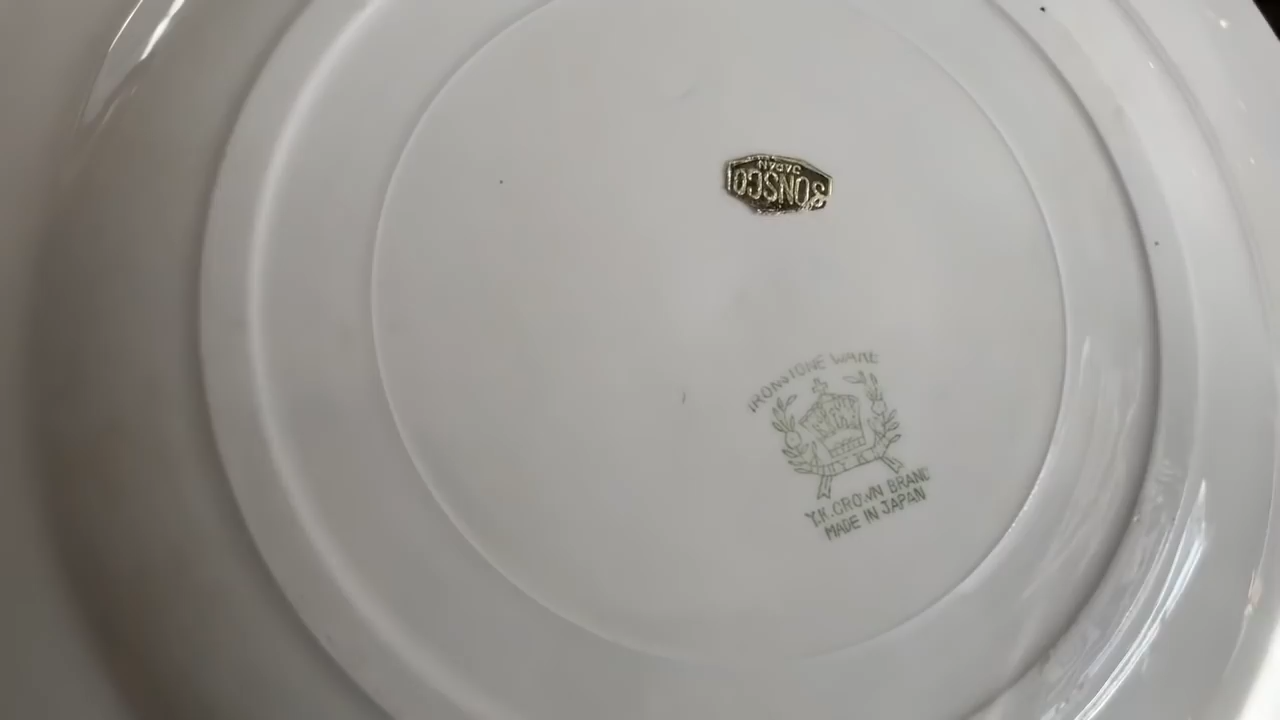 SONSCO
JAPAN
IRONSTONE WARE
Y.K.
Y.K. CROWN BRAND
MADE IN JAPAN